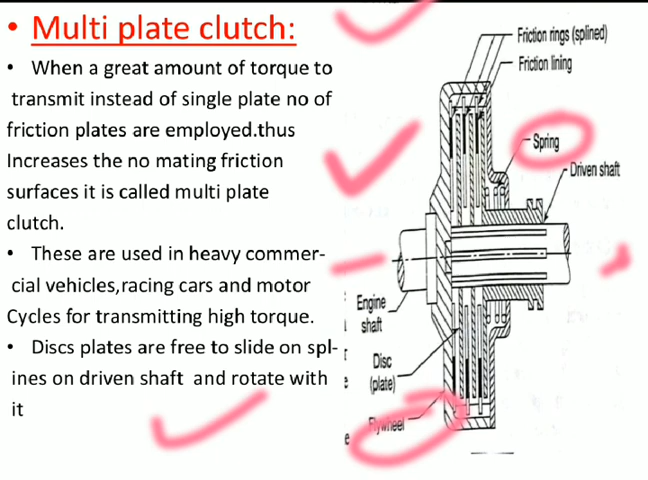 • Multi plate clutch:
• When a great amount of torque to
transmit instead of single plate no of
friction plates are employed.thus
Increases the no mating friction
surfaces it is called multi plate
clutch.
• These are used in heavy commer-
cial vehicles,racing cars and motor
Cycles for transmitting high torque.
• Discs plates are free to slide on spl-
ines on driven shaft and rotate with
it
Friction rings (splined)
Friction lining
Spring
Driven shaft
Engine
shaft
Disc
(plate)
Flywheel